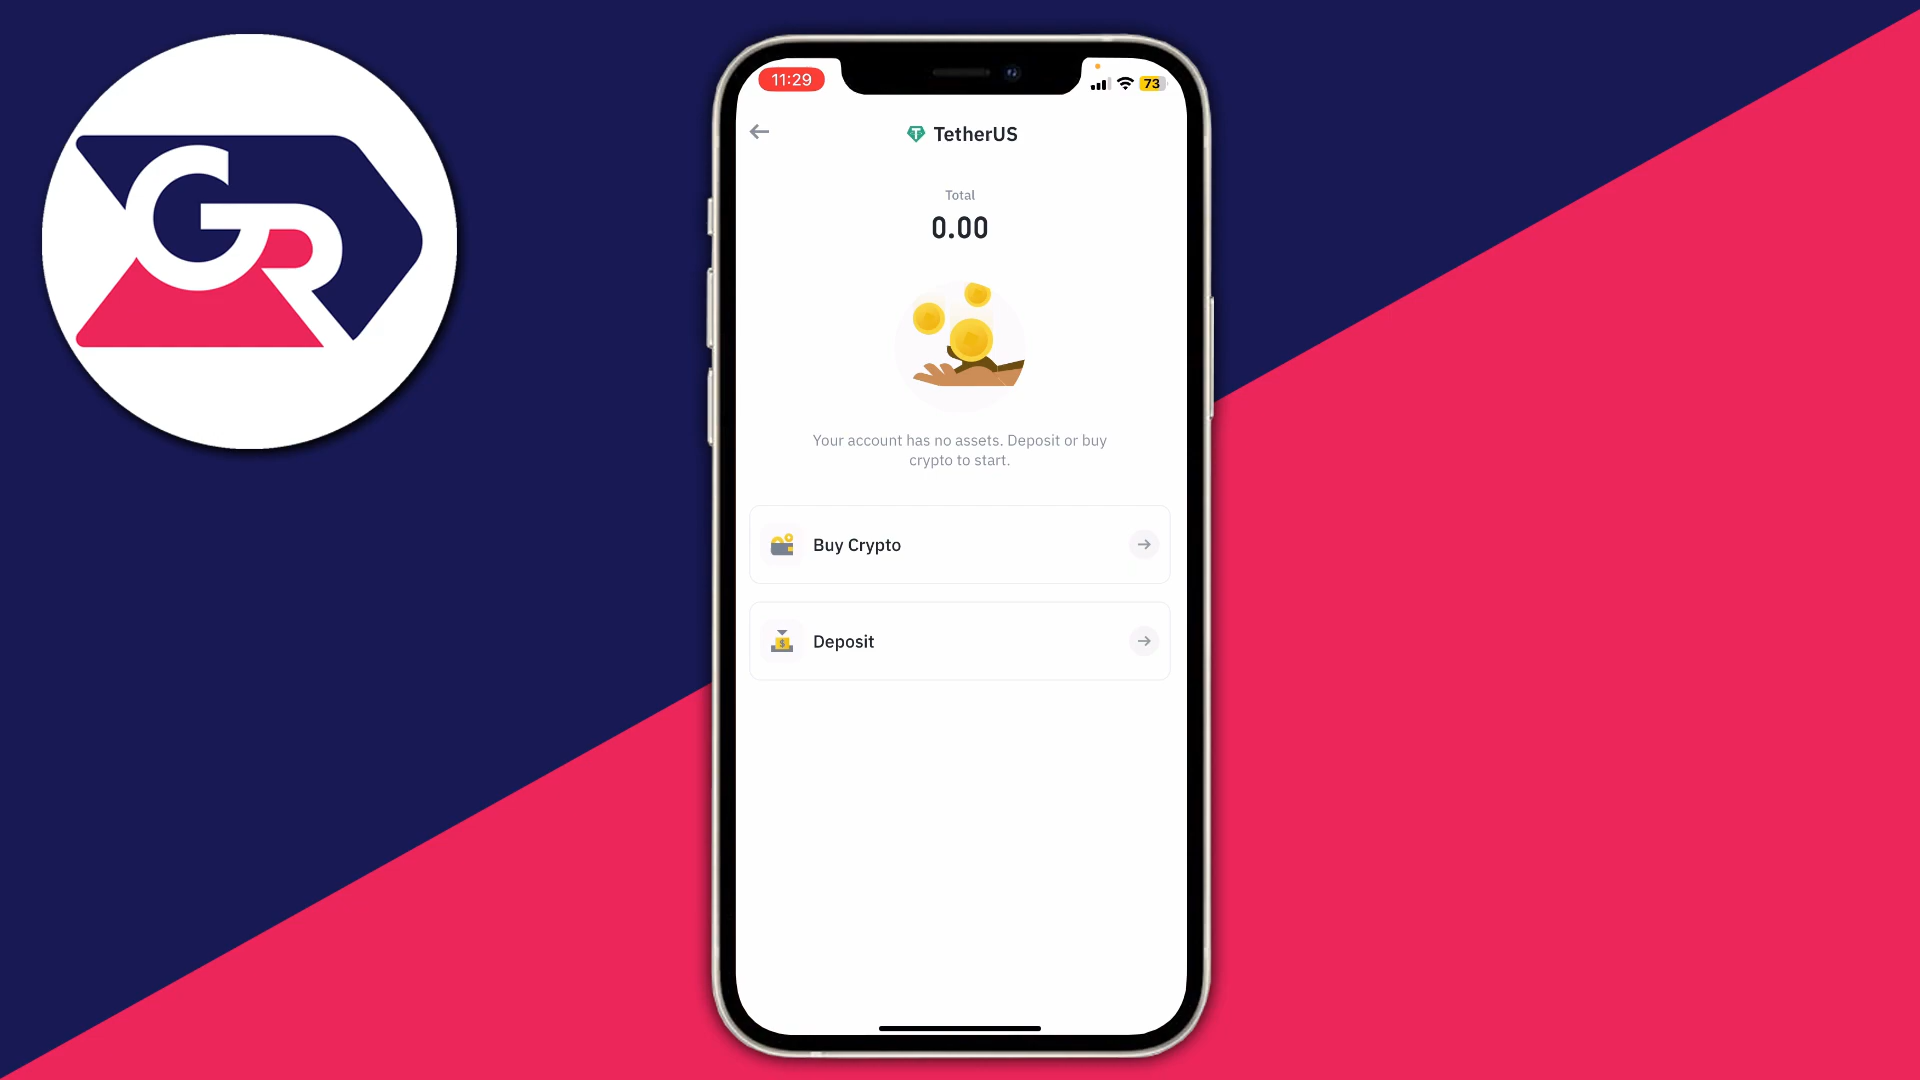 GR
11:29
73
TetherUS
Total
0.00
Your account has no assets. Deposit or buy
crypto to start.
Buy Crypto
Deposit